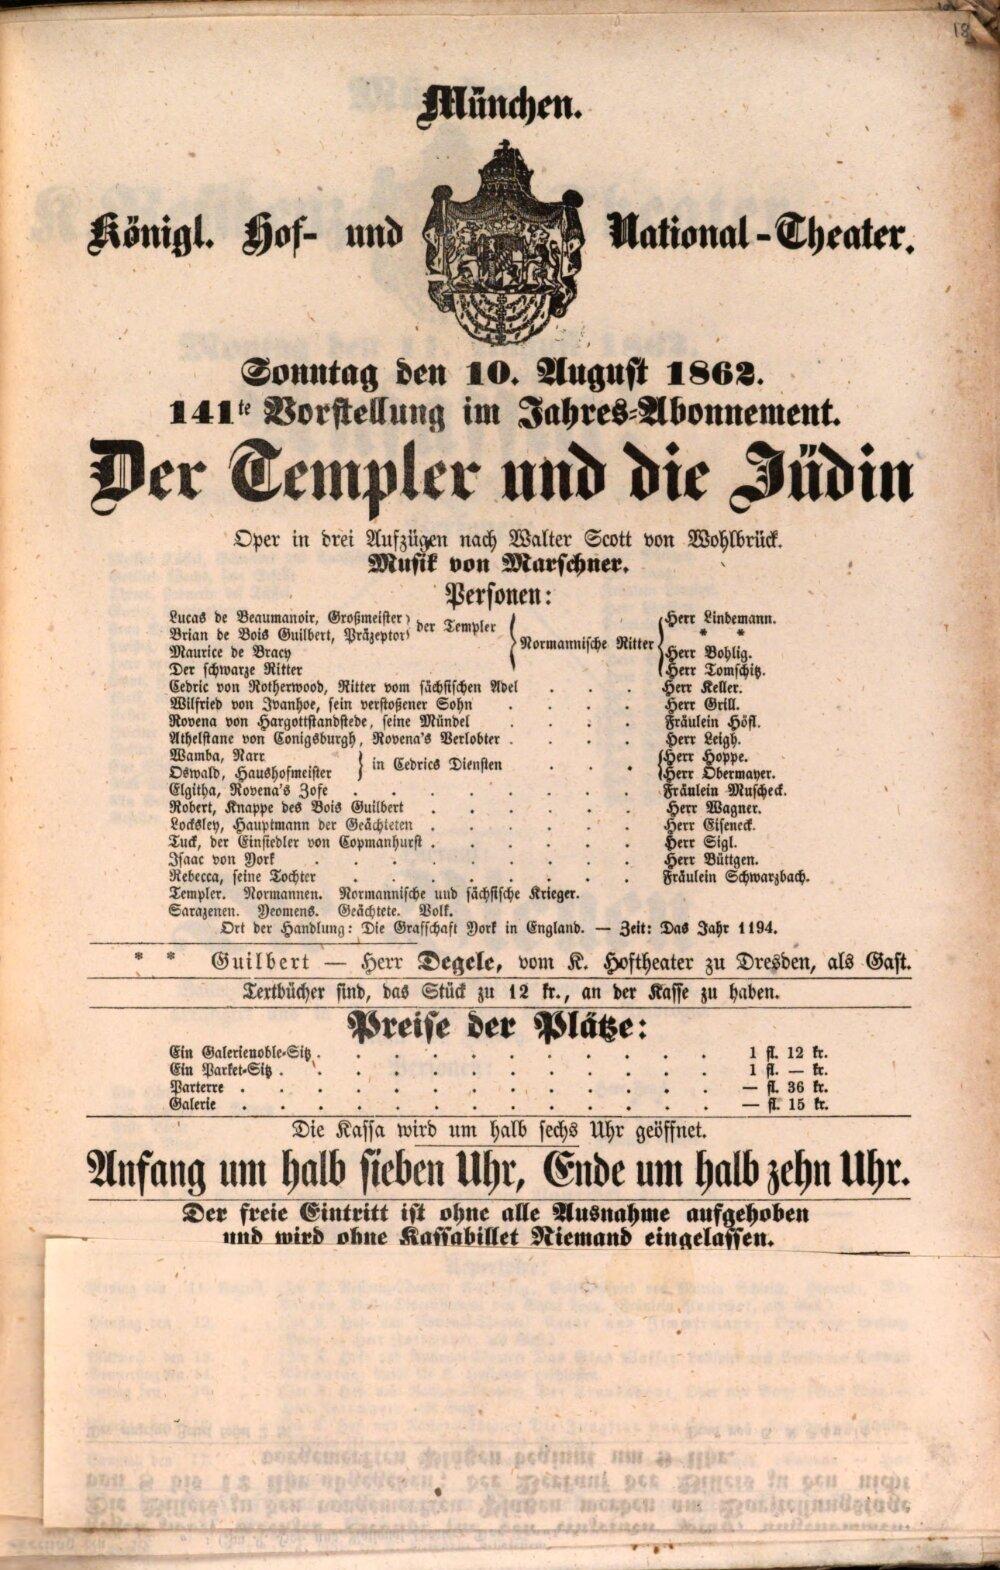 18
München.
Königl. Hof- und National-Theater.
Sonntag den 10. August 1862.
141te Vorstellung im Jahres-Abonnement.
Der Templer und die Jüdin
Oper in drei Aufzügen nach Walter Scott von Wohlbrück.
Musik von Marschner.
Personen:
Lucas de Beaumanoir, Großmeister } der Templer { Normannische Ritter { Herr Lindemann.
Brian de Bois Guilbert, Präzeptor * *
Maurice de Bracy Herr Bohlig.
Der schwarze Ritter Herr Tomschitz.
Cedric von Rotherwood, Ritter vom sächsischen Adel . . . Herr Keller.
Wilfried von Ivanhoe, sein verstoßener Sohn . . . . Herr Grill.
Rovena von Hargottstandstede, seine Mündel . . . . Fräulein Höfl.
Athelstane von Conigsburgh, Rovena's Verlobter . . . . Herr Leigh.
Wamba, Narr } in Cedrics Diensten . . . { Herr Hoppe.
Oswald, Haushofmeister Herr Obermayer.
Elgitha, Rovena's Zofe . . . . . . . . Fräulein Muscheck.
Robert, Knappe des Bois Guilbert . . . . . . Herr Wagner.
Locksley, Hauptmann der Geächteten . . . . . . Herr Eiseneck.
Tuck, der Einsiedler von Copmanhurst . . . . . . Herr Sigl.
Isaac von York . . . . . . . . . Herr Büttgen.
Rebecca, seine Tochter . . . . . . . . Fräulein Schwarzbach.
Templer. Normannen. Normannische und sächsische Krieger.
Sarazenen. Yeomens. Geächtete. Volk.
Ort der Handlung: Die Grafschaft York in England. — Zeit: Das Jahr 1194.
* * Guilbert — Herr Degele, vom K. Hoftheater zu Dresden, als Gast.
Textbücher sind, das Stück zu 12 kr., an der Kasse zu haben.
Preise der Plätze:
Ein Galerienoble-Sitz . . . . . . . . . . . 1 fl. 12 kr.
Ein Parket-Sitz . . . . . . . . . . . . 1 fl. — kr.
Parterre . . . . . . . . . . . . . — fl. 36 kr.
Galerie . . . . . . . . . . . . . — fl. 15 kr.
Die Kassa wird um halb sechs Uhr geöffnet.
Anfang um halb sieben Uhr, Ende um halb zehn Uhr.
Der freie Eintritt ist ohne alle Ausnahme aufgehoben
und wird ohne Kassabillet Niemand eingelassen.